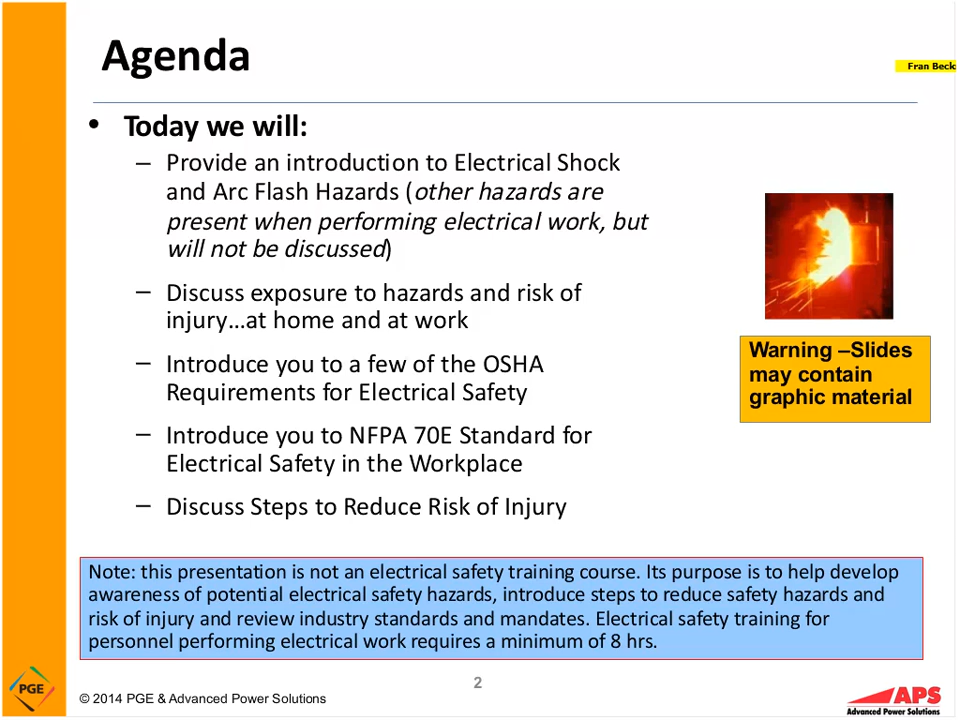 Agenda
Fran Beck
• Today we will:
– Provide an introduction to Electrical Shock
and Arc Flash Hazards (other hazards are
present when performing electrical work, but
will not be discussed)
– Discuss exposure to hazards and risk of
injury…at home and at work
– Introduce you to a few of the OSHA
Requirements for Electrical Safety
– Introduce you to NFPA 70E Standard for
Electrical Safety in the Workplace
– Discuss Steps to Reduce Risk of Injury
Warning –Slides
may contain
graphic material
Note: this presentation is not an electrical safety training course. Its purpose is to help develop
awareness of potential electrical safety hazards, introduce steps to reduce safety hazards and
risk of injury and review industry standards and mandates. Electrical safety training for
personnel performing electrical work requires a minimum of 8 hrs.
PGE
© 2014 PGE & Advanced Power Solutions
2
APS
Advanced Power Solutions